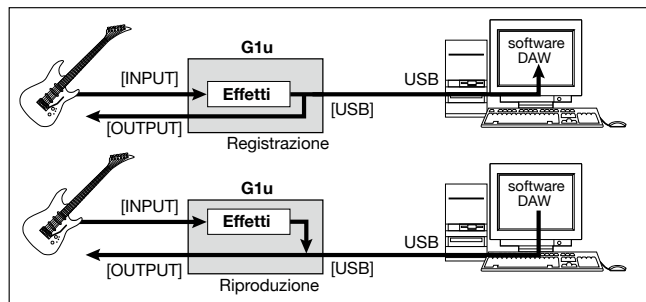 G1u
software
DAW
[INPUT]
Effetti
USB
[OUTPUT]
[USB]
Registrazione
G1u
software
DAW
[INPUT]
Effetti
USB
[OUTPUT]
[USB]
Riproduzione